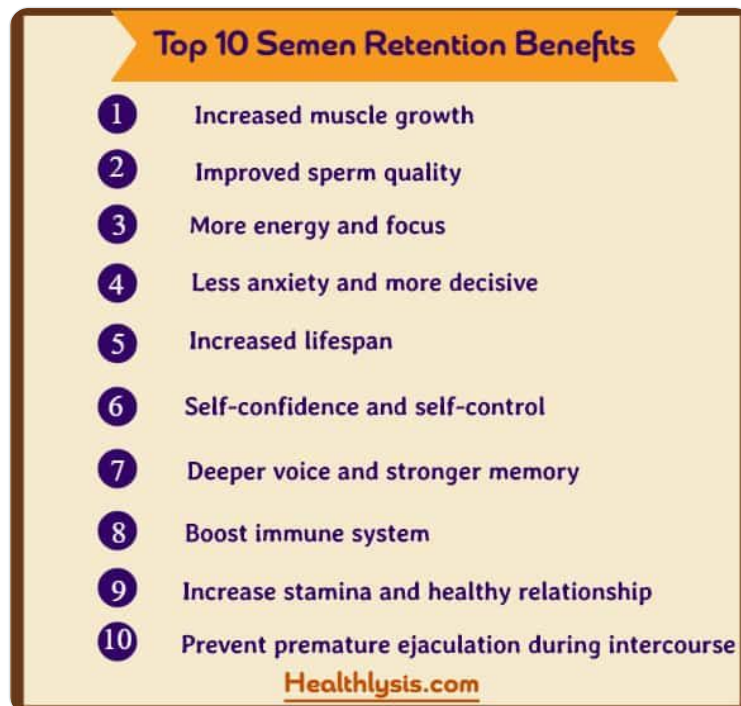 Top 10 Semen Retention Benefits
1 Increased muscle growth
2 Improved sperm quality
3 More energy and focus
4 Less anxiety and more decisive
5 Increased lifespan
6 Self-confidence and self-control
7 Deeper voice and stronger memory
8 Boost immune system
9 Increase stamina and healthy relationship
10 Prevent premature ejaculation during intercourse
Healthlysis.com